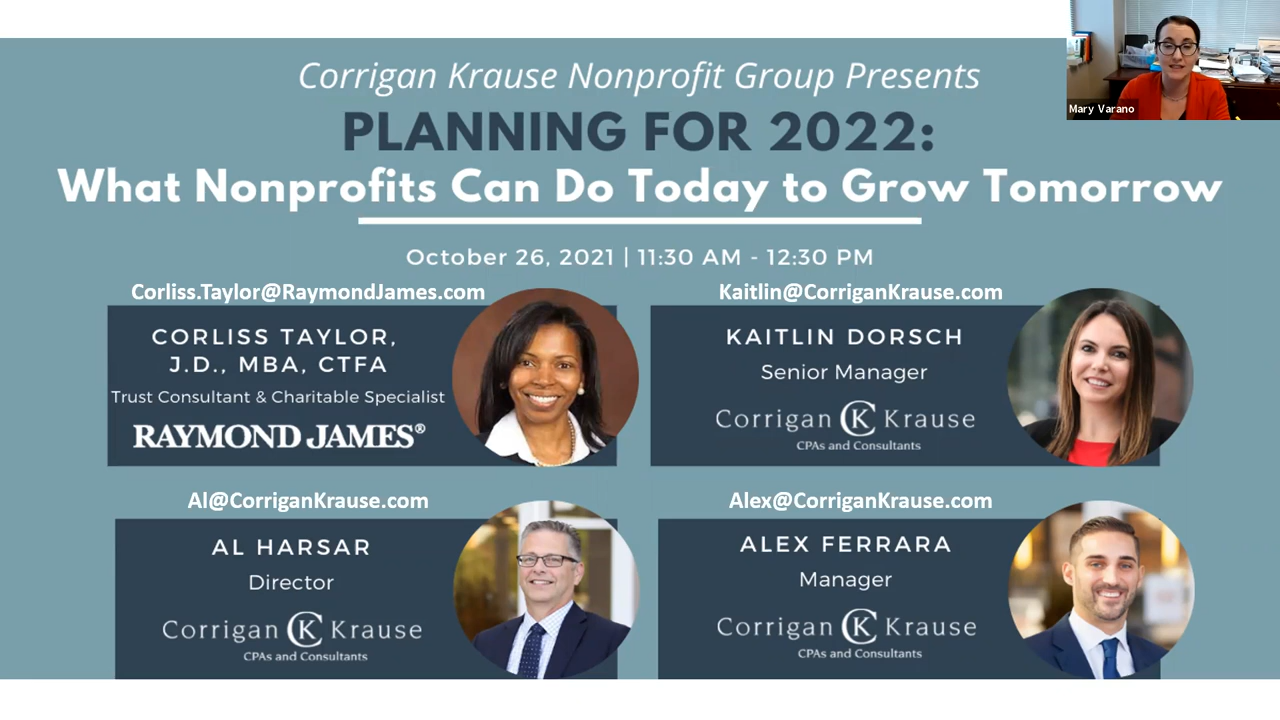 Corrigan Krause Nonprofit Group Presents
PLANNING FOR 2022:
What Nonprofits Can Do Today to Grow Tomorrow
October 26, 2021 | 11:30 AM - 12:30 PM
Mary Varano
Corliss.Taylor@RaymondJames.com
CORLISS TAYLOR,
J.D., MBA, CTFA
Trust Consultant & Charitable Specialist
RAYMOND JAMES®
Kaitlin@CorriganKrause.com
KAITLIN DORSCH
Senior Manager
Corrigan CK Krause
CPAs and Consultants
Al@CorriganKrause.com
AL HARSAR
Director
Corrigan CK Krause
CPAs and Consultants
Alex@CorriganKrause.com
ALEX FERRARA
Manager
Corrigan CK Krause
CPAs and Consultants